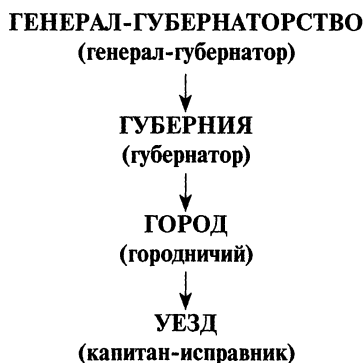 ГЕНЕРАЛ-ГУБЕРНАТОРСТВО
(генерал-губернатор)
ГУБЕРНИЯ
(губернатор)
ГОРОД
(городничий)
УЕЗД
(капитан-исправник)